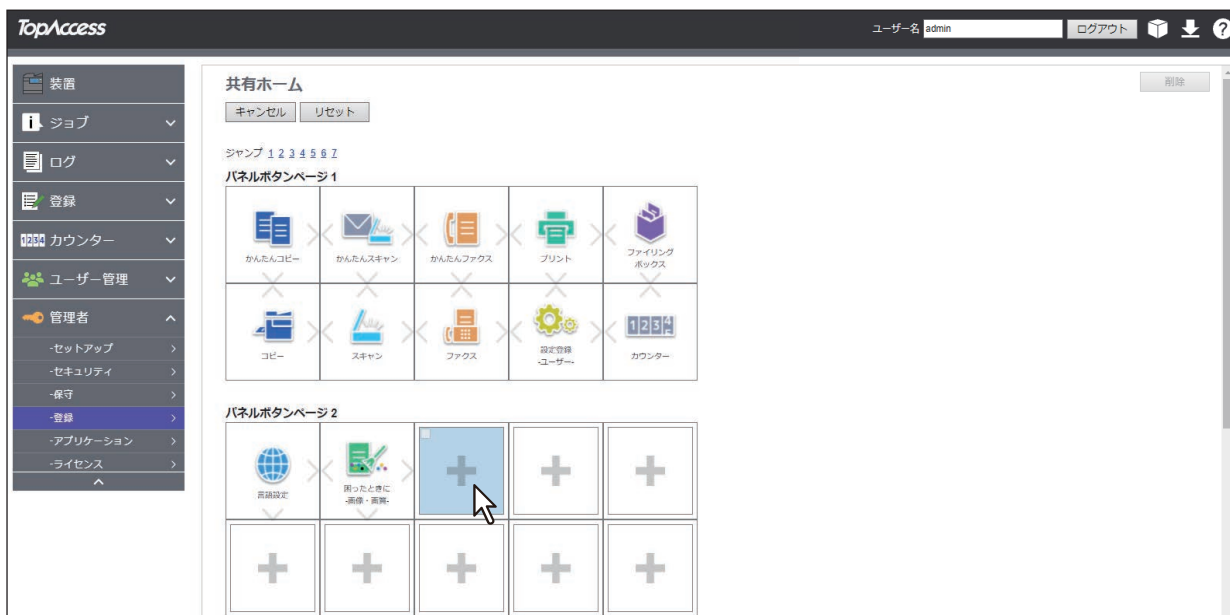 TopAccess
ユーザー名 admin ログアウト ?
装置
ジョブ
ログ
登録
カウンター
ユーザー管理
管理者
-セットアップ
-セキュリティ
-保守
-登録
-アプリケーション
-ライセンス
共有ホーム
削除
キャンセル リセット
ジャンプ 1 2 3 4 5 6 7
パネルボタンページ 1
かんたんコピー かんたんスキャン かんたんファクス プリント ファイリング
ボックス
コピー スキャン ファクス 設定登録 カウンター
-ユーザー-
パネルボタンページ 2
言語設定 困ったときに
-画像・画質-